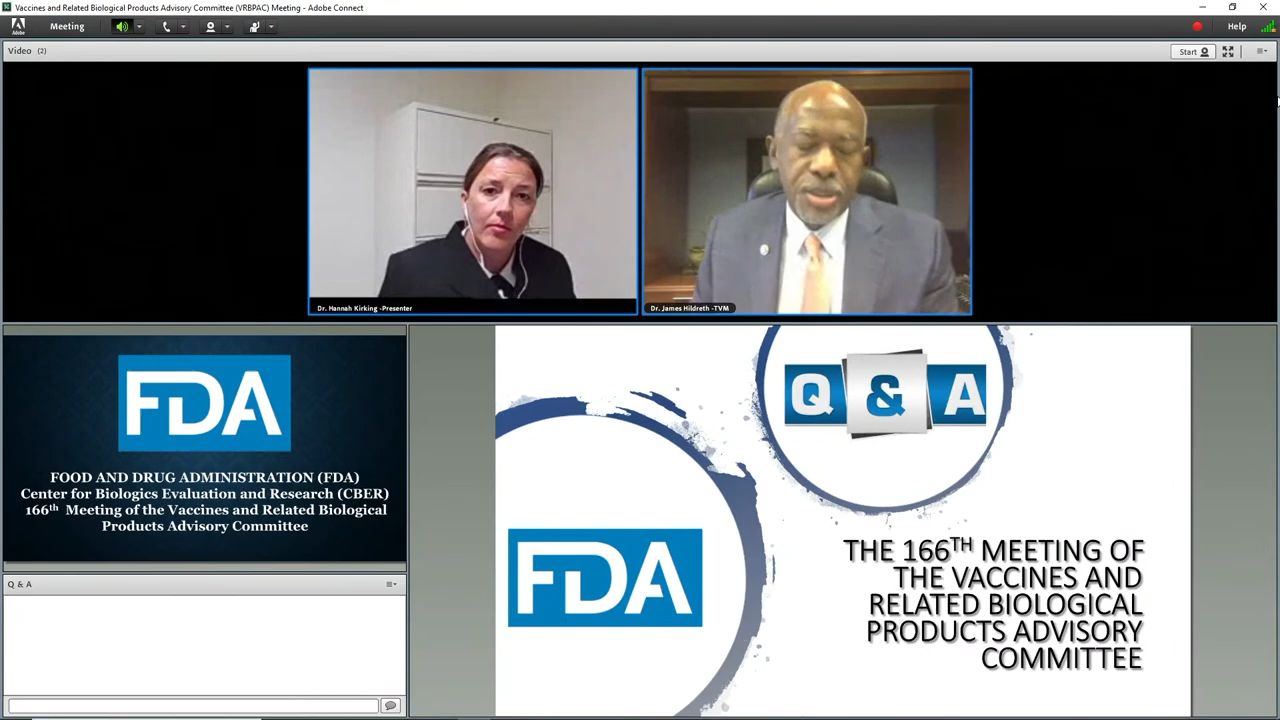 Vaccines and Related Biological Products Advisory Committee (VRBPAC) Meeting - Adobe Connect
Adobe
Meeting
Help
Video (2)
Start
Dr. Hannah Kirking -Presenter
Dr. James Hildreth -TVM
FDA
FOOD AND DRUG ADMINISTRATION (FDA)
Center for Biologics Evaluation and Research (CBER)
166th Meeting of the Vaccines and Related Biological
Products Advisory Committee
Q & A
Q & A
FDA
THE 166TH MEETING OF
THE VACCINES AND
RELATED BIOLOGICAL
PRODUCTS ADVISORY
COMMITTEE